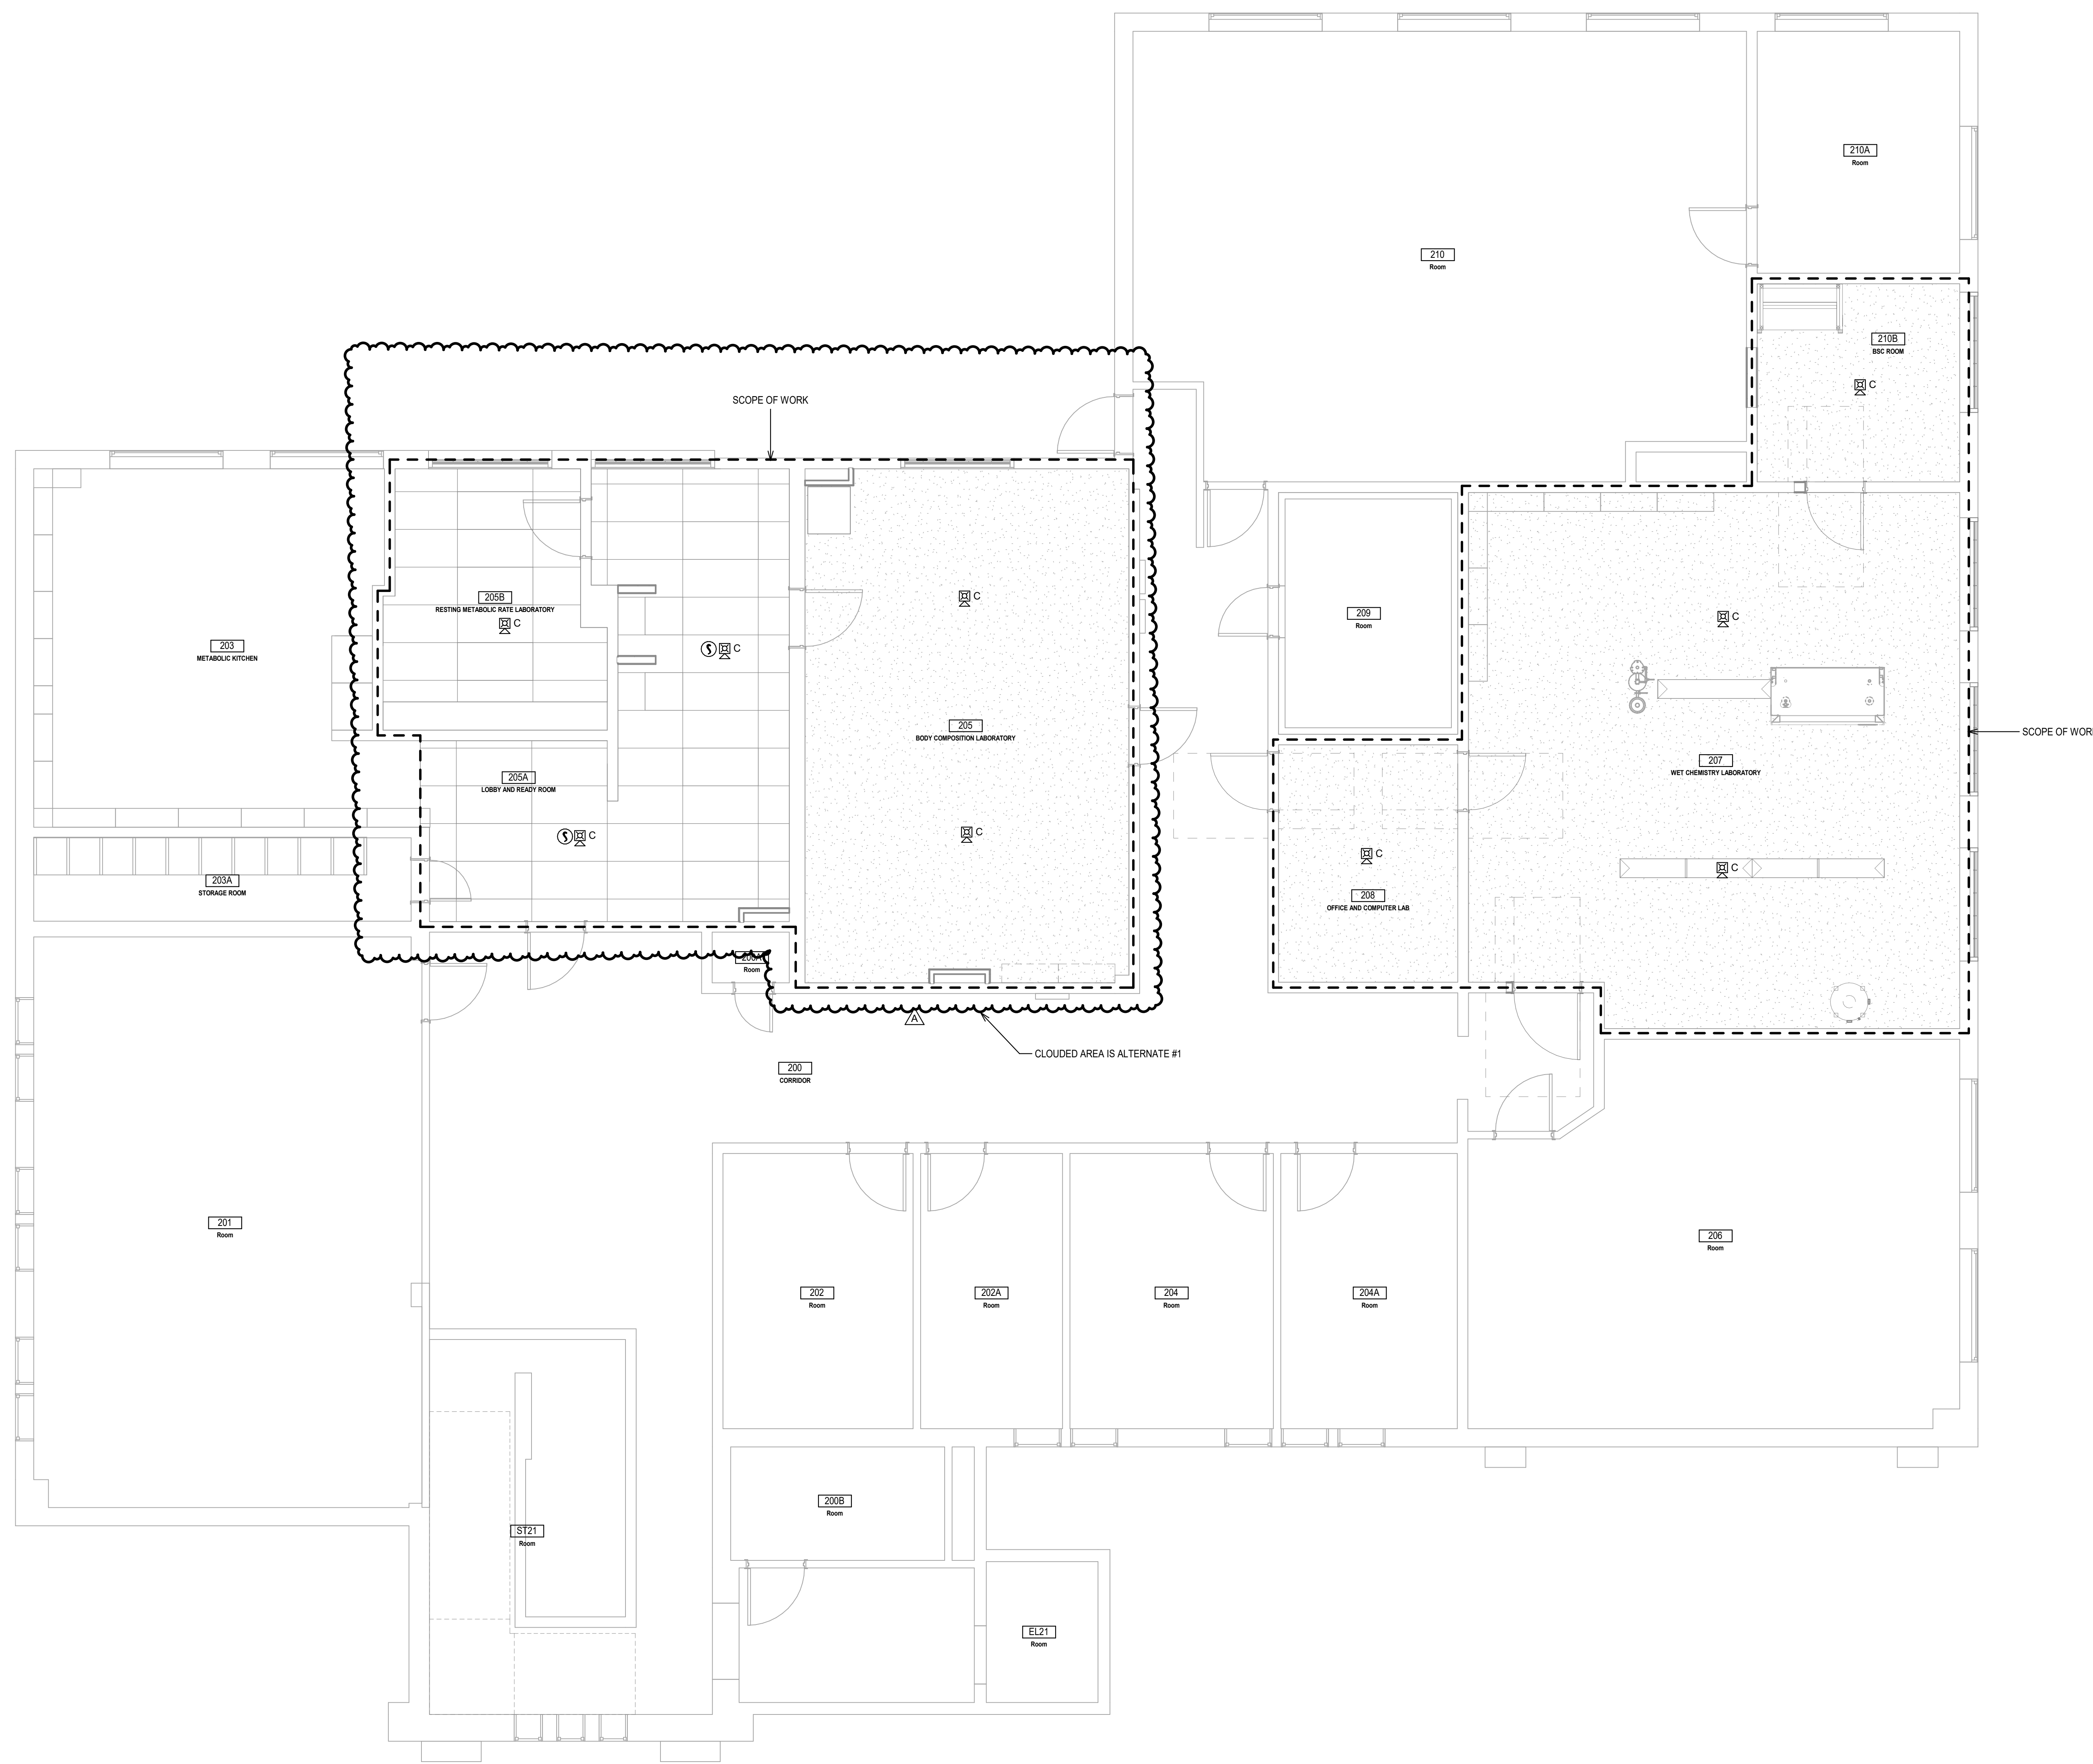 210A
Room
210
Room
210B
BSC ROOM
C
SCOPE OF WORK
205B
RESTING METABOLIC RATE LABORATORY
C
C
C
209
Room
C
203
METABOLIC KITCHEN
205
BODY COMPOSITION LABORATORY
SCOPE OF WOR
207
WET CHEMISTRY LABORATORY
205A
LOBBY AND READY ROOM
C
C
C
C
203A
STORAGE ROOM
208
OFFICE AND COMPUTER LAB
Room
A
CLOUDED AREA IS ALTERNATE #1
200
CORRIDOR
201
Room
206
Room
202
Room
202A
Room
204
Room
204A
Room
200B
Room
ST21
Room
EL21
Room